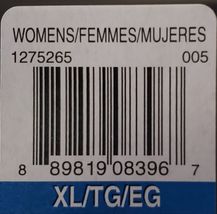 WOMENS/FEMMES/MUJERES
1275265 005
8 89819 08396 7
XL/TG/EG